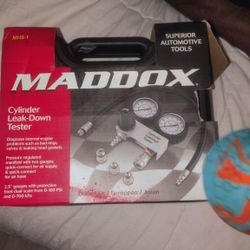 SUPERIOR
AUTOMOTIVE
TOOLS
MADDOX
Cylinder
Leak-Down
Tester
Diagnose internal engine
problems such as bad rings,
valves & leaking head gaskets
Pressure regulated
manifold with two gauges,
quick-connect for air supply
& quick connect
for air hose
2.5" gauges with protective
boot dual scale from 0-100 PSI
and 0-700 kPa
/ Asian